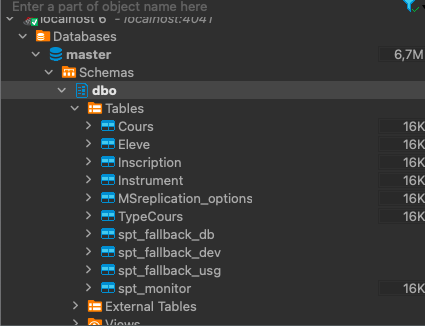 Enter a part of object name here
localhost 6 - localhost:4041
Databases
master 6,7M
Schemas
dbo
Tables
Cours 16K
Eleve 16K
Inscription 16K
Instrument 16K
MSreplication_options 16K
TypeCours 16K
spt_fallback_db
spt_fallback_dev
spt_fallback_usg
spt_monitor 16K
External Tables
Views